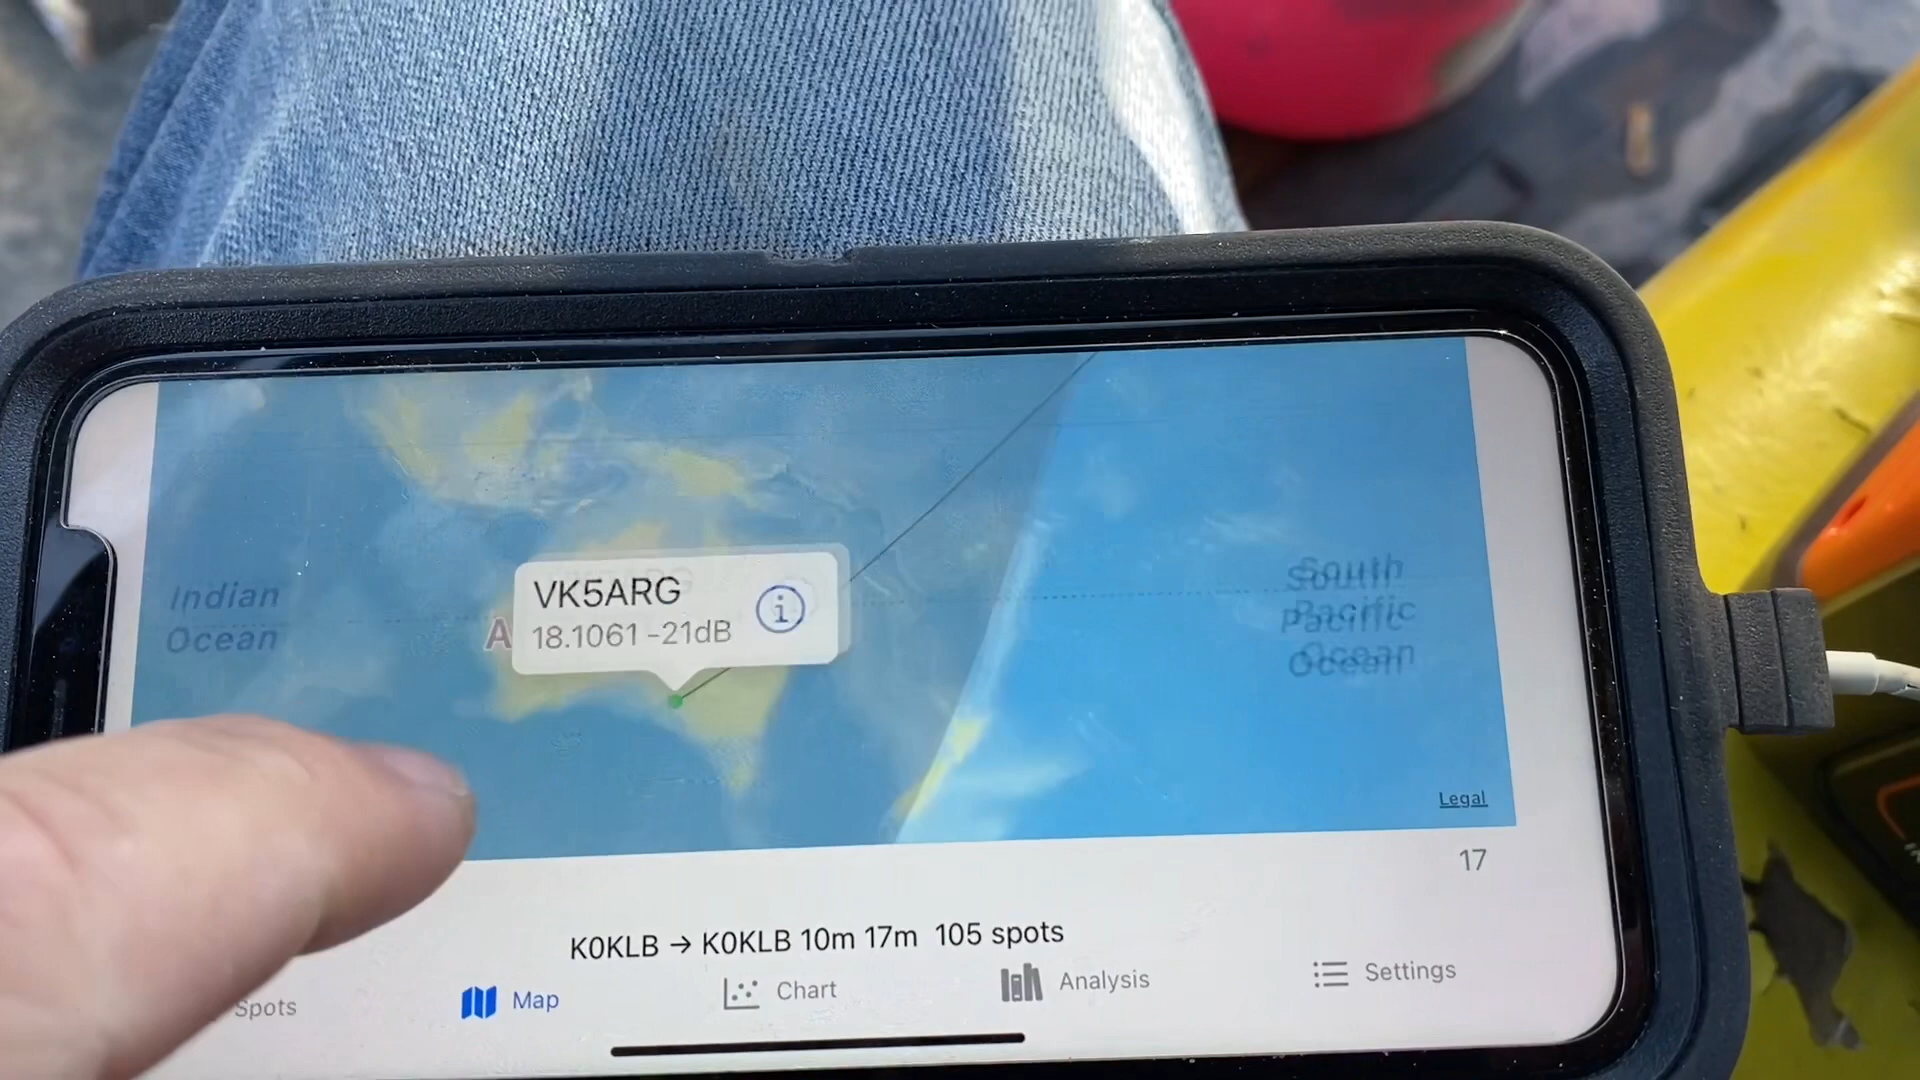 Indian
Ocean
A
VK5ARG
18.1061 -21dB
South
Pacific
Ocean
Legal
17
K0KLB → K0KLB 10m 17m 105 spots
Spots
Map
Chart
Analysis
Settings